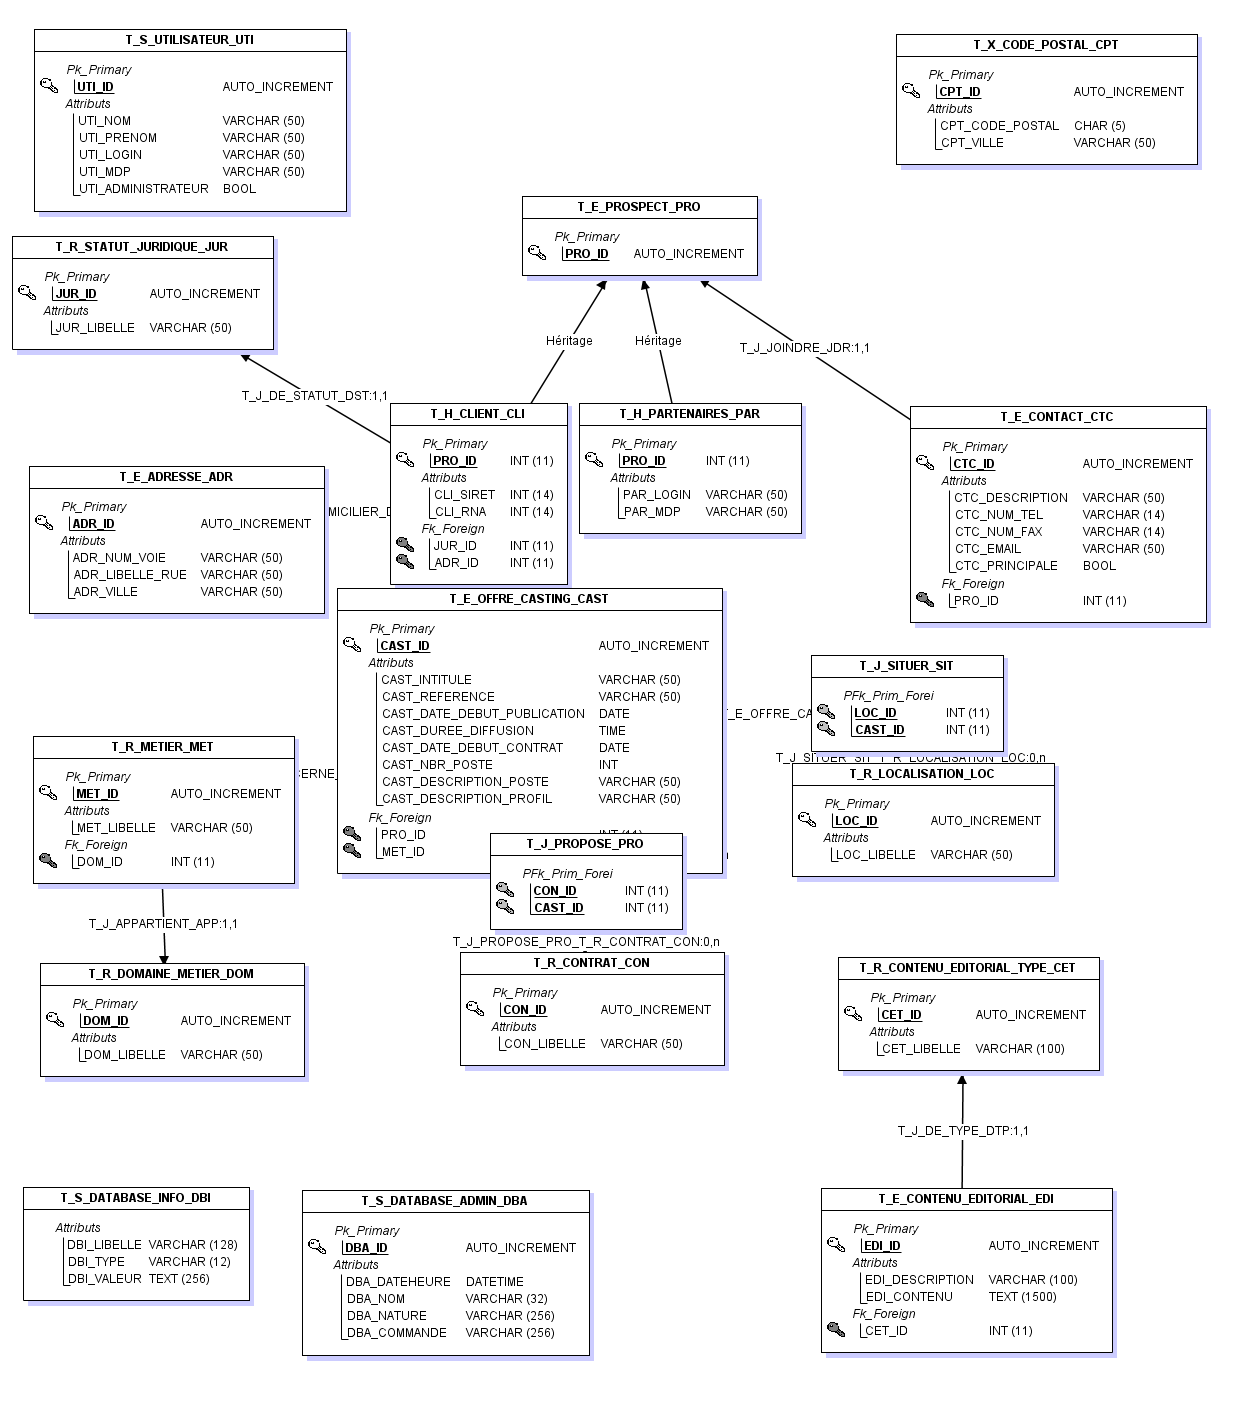 T_S_UTILISATEUR_UTI
Pk_Primary
UTI_ID AUTO_INCREMENT
Attributs
UTI_NOM VARCHAR (50)
UTI_PRENOM VARCHAR (50)
UTI_LOGIN VARCHAR (50)
UTI_MDP VARCHAR (50)
UTI_ADMINISTRATEUR BOOL
T_X_CODE_POSTAL_CPT
Pk_Primary
CPT_ID AUTO_INCREMENT
Attributs
CPT_CODE_POSTAL CHAR (5)
CPT_VILLE VARCHAR (50)
T_E_PROSPECT_PRO
Pk_Primary
PRO_ID AUTO_INCREMENT
T_R_STATUT_JURIDIQUE_JUR
Pk_Primary
JUR_ID AUTO_INCREMENT
Attributs
JUR_LIBELLE VARCHAR (50)
Héritage
Héritage
T_J_JOINDRE_JDR:1,1
T_J_DE_STATUT_DST:1,1
T_H_CLIENT_CLI
Pk_Primary
PRO_ID INT (11)
Attributs
CLI_SIRET INT (14)
CLI_RNA INT (14)
Fk_Foreign
JUR_ID INT (11)
ADR_ID INT (11)
T_H_PARTENAIRES_PAR
Pk_Primary
PRO_ID INT (11)
Attributs
PAR_LOGIN VARCHAR (50)
PAR_MDP VARCHAR (50)
T_E_CONTACT_CTC
Pk_Primary
CTC_ID AUTO_INCREMENT
Attributs
CTC_DESCRIPTION VARCHAR (50)
CTC_NUM_TEL VARCHAR (14)
CTC_NUM_FAX VARCHAR (14)
CTC_EMAIL VARCHAR (50)
CTC_PRINCIPALE BOOL
Fk_Foreign
PRO_ID INT (11)
T_E_ADRESSE_ADR
Pk_Primary
ADR_ID AUTO_INCREMENT
Attributs
ADR_NUM_VOIE VARCHAR (50)
ADR_LIBELLE_RUE VARCHAR (50)
ADR_VILLE VARCHAR (50)
MICILIER_D
T_E_OFFRE_CASTING_CAST
Pk_Primary
CAST_ID AUTO_INCREMENT
Attributs
CAST_INTITULE VARCHAR (50)
CAST_REFERENCE VARCHAR (50)
CAST_DATE_DEBUT_PUBLICATION DATE
CAST_DUREE_DIFFUSION TIME
CAST_DATE_DEBUT_CONTRAT DATE
CAST_NBR_POSTE INT
CAST_DESCRIPTION_POSTE VARCHAR (50)
CAST_DESCRIPTION_PROFIL VARCHAR (50)
Fk_Foreign
PRO_ID INT (11)
MET_ID
_E_OFFRE_CA
T_J_SITUER_SIT
PFk_Prim_Forei
LOC_ID INT (11)
CAST_ID INT (11)
T_J_SITUER_SIT_T_R_LOCALISATION_LOC:0,n
T_R_LOCALISATION_LOC
Pk_Primary
LOC_ID AUTO_INCREMENT
Attributs
LOC_LIBELLE VARCHAR (50)
T_R_METIER_MET
Pk_Primary
MET_ID AUTO_INCREMENT
Attributs
MET_LIBELLE VARCHAR (50)
Fk_Foreign
DOM_ID INT (11)
CERNE_
T_J_PROPOSE_PRO
PFk_Prim_Forei
CON_ID INT (11)
CAST_ID INT (11)
T_J_APPARTIENT_APP:1,1
T_J_PROPOSE_PRO_T_R_CONTRAT_CON:0,n
T_R_DOMAINE_METIER_DOM
Pk_Primary
DOM_ID AUTO_INCREMENT
Attributs
DOM_LIBELLE VARCHAR (50)
T_R_CONTRAT_CON
Pk_Primary
CON_ID AUTO_INCREMENT
Attributs
CON_LIBELLE VARCHAR (50)
T_R_CONTENU_EDITORIAL_TYPE_CET
Pk_Primary
CET_ID AUTO_INCREMENT
Attributs
CET_LIBELLE VARCHAR (100)
T_J_DE_TYPE_DTP:1,1
T_S_DATABASE_INFO_DBI
Attributs
DBI_LIBELLE VARCHAR (128)
DBI_TYPE VARCHAR (12)
DBI_VALEUR TEXT (256)
T_S_DATABASE_ADMIN_DBA
Pk_Primary
DBA_ID AUTO_INCREMENT
Attributs
DBA_DATEHEURE DATETIME
DBA_NOM VARCHAR (32)
DBA_NATURE VARCHAR (256)
DBA_COMMANDE VARCHAR (256)
T_E_CONTENU_EDITORIAL_EDI
Pk_Primary
EDI_ID AUTO_INCREMENT
Attributs
EDI_DESCRIPTION VARCHAR (100)
EDI_CONTENU TEXT (1500)
Fk_Foreign
CET_ID INT (11)